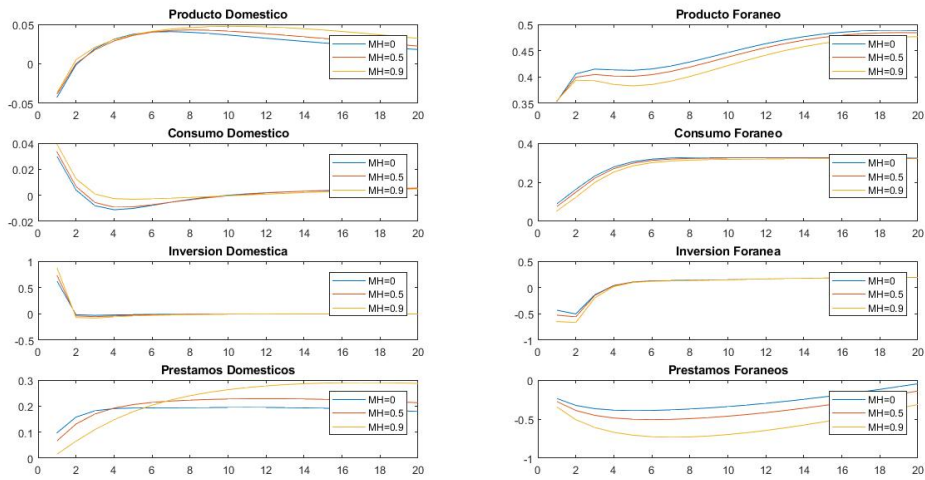 Producto Domestico
0.05
0
-0.05
MH=0
MH=0.5
MH=0.9
0 2 4 6 8 10 12 14 16 18 20
Producto Foraneo
0.5
0.45
0.4
0.35
MH=0
MH=0.5
MH=0.9
0 2 4 6 8 10 12 14 16 18 20
Consumo Domestico
0.04
0.02
0
-0.02
MH=0
MH=0.5
MH=0.9
0 2 4 6 8 10 12 14 16 18 20
Consumo Foraneo
0.4
0.2
0
MH=0
MH=0.5
MH=0.9
0 2 4 6 8 10 12 14 16 18 20
Inversion Domestica
1
0.5
0
-0.5
MH=0
MH=0.5
MH=0.9
0 2 4 6 8 10 12 14 16 18 20
Inversion Foranea
0.5
0
-0.5
-1
MH=0
MH=0.5
MH=0.9
0 2 4 6 8 10 12 14 16 18 20
Prestamos Domesticos
0.3
0.2
0.1
0
MH=0
MH=0.5
MH=0.9
0 2 4 6 8 10 12 14 16 18 20
Prestamos Foraneos
0
-0.5
-1
MH=0
MH=0.5
MH=0.9
0 2 4 6 8 10 12 14 16 18 20